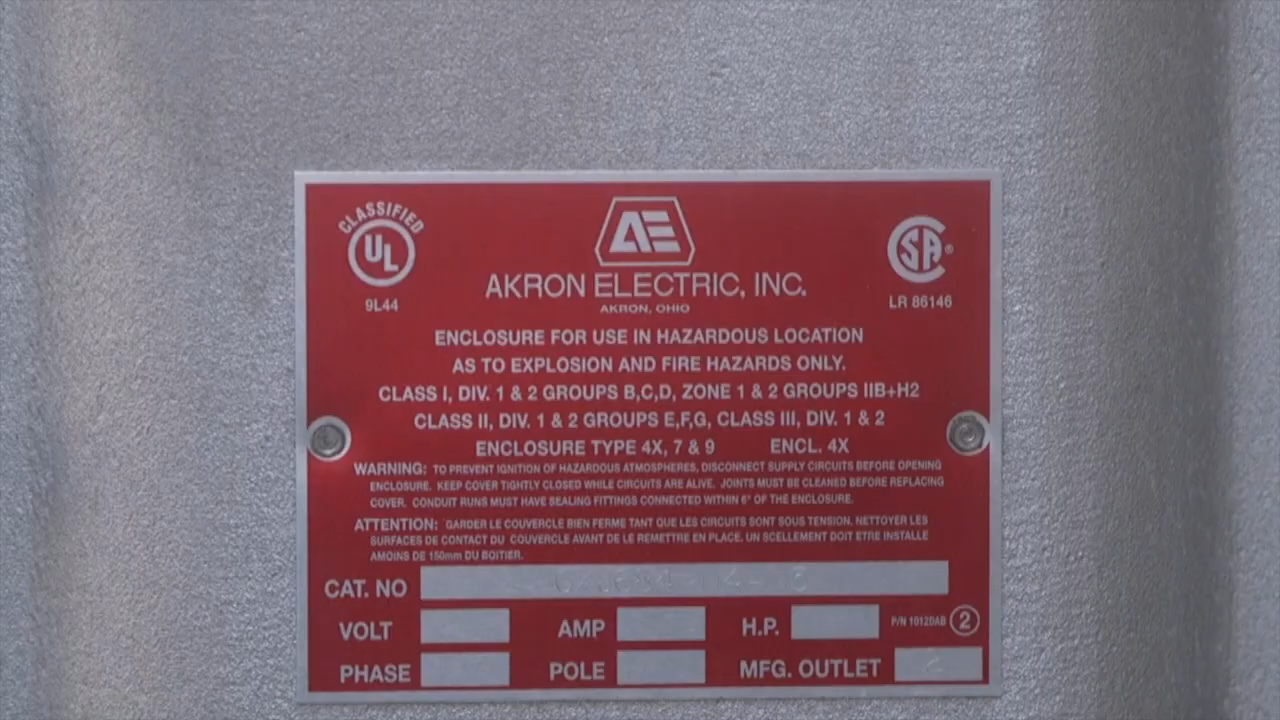 CLASSIFIED
UL
9L44
AE
AKRON ELECTRIC, INC.
AKRON, OHIO
SA ®
LR 86146
ENCLOSURE FOR USE IN HAZARDOUS LOCATION
AS TO EXPLOSION AND FIRE HAZARDS ONLY.
CLASS I, DIV. 1 & 2 GROUPS B,C,D, ZONE 1 & 2 GROUPS IIB+H2
CLASS II, DIV. 1 & 2 GROUPS E,F,G, CLASS III, DIV. 1 & 2
ENCLOSURE TYPE 4X, 7 & 9 ENCL. 4X
WARNING: TO PREVENT IGNITION OF HAZARDOUS ATMOSPHERES, DISCONNECT SUPPLY CIRCUITS BEFORE OPENING
ENCLOSURE. KEEP COVER TIGHTLY CLOSED WHILE CIRCUITS ARE ALIVE. JOINTS MUST BE CLEANED BEFORE REPLACING
COVER. CONDUIT RUNS MUST HAVE SEALING FITTINGS CONNECTED WITHIN 6" OF THE ENCLOSURE.
ATTENTION: GARDER LE COUVERCLE BIEN FERME TANT QUE LES CIRCUITS SONT SOUS TENSION. NETTOYER LES
SURFACES DE CONTACT DU COUVERCLE AVANT DE LE REMETTRE EN PLACE. UN SCELLEMENT DOIT ETRE INSTALLE
AMOINS DE 150mm DU BOITIER.
CAT. NO
VOLT AMP H.P. P/N 10120AB 2
PHASE POLE MFG. OUTLET